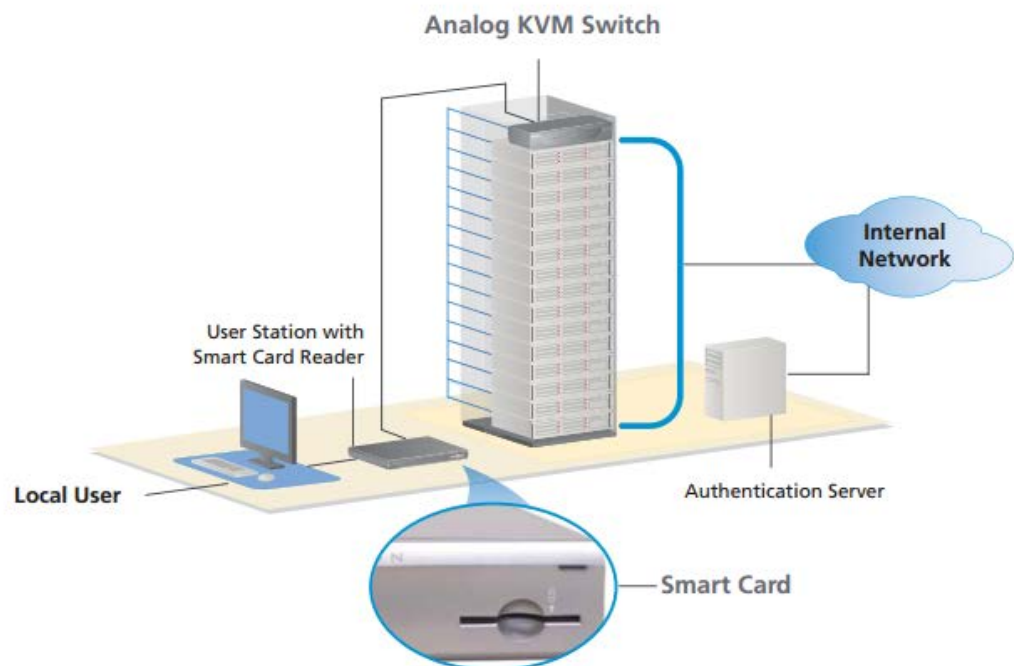 Analog KVM Switch
Internal
Network
User Station with
Smart Card Reader
Local User
Authentication Server
Smart Card